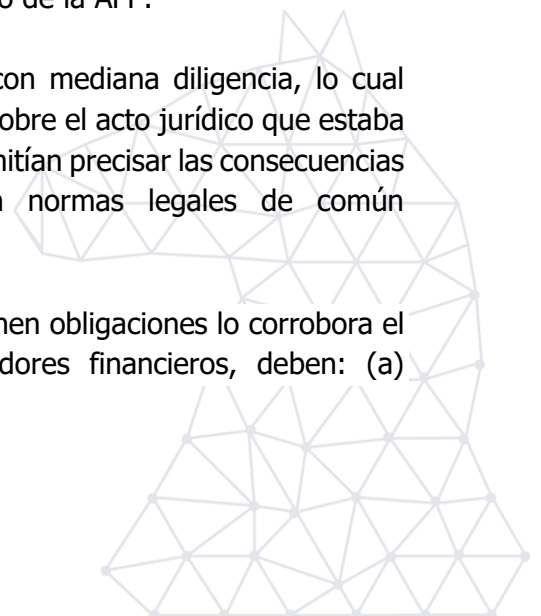 o de la AFP.
con mediana diligencia, lo cual
obre el acto jurídico que estaba
mitían precisar las consecuencias
normas legales de común
nen obligaciones lo corrobora el
dores financieros, deben: (a)